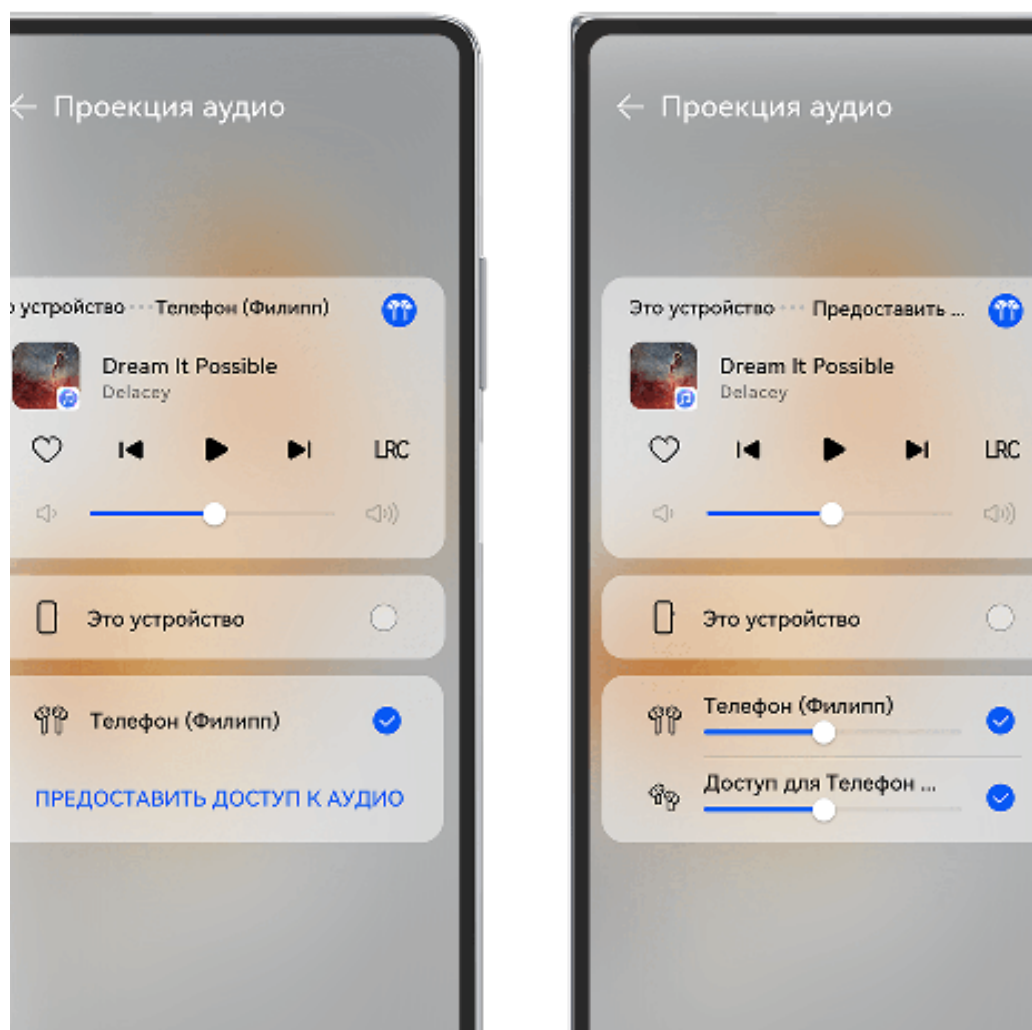 Проекция аудио
устройство ··· Телефон (Филипп)
Dream It Possible
Delacey
LRC
Это устройство
Телефон (Филипп)
ПРЕДОСТАВИТЬ ДОСТУП К АУДИО
Проекция аудио
Это устройство ··· Предоставить ...
Dream It Possible
Delacey
LRC
Это устройство
Телефон (Филипп)
Доступ для Телефон ...